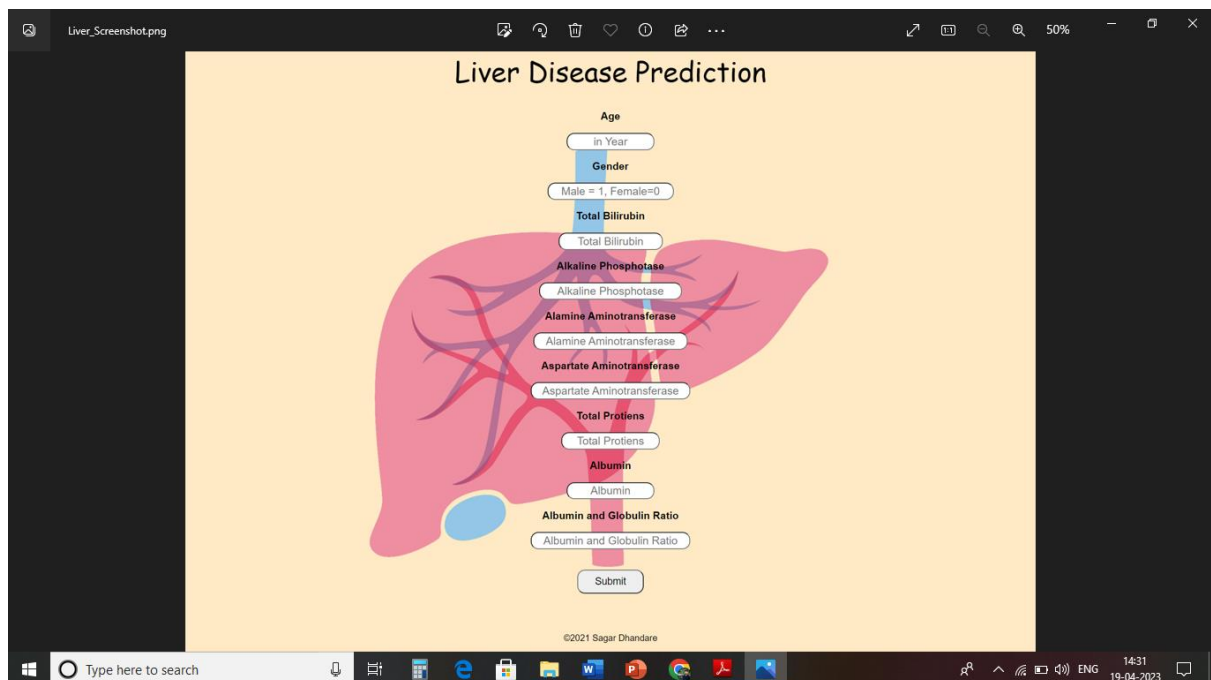 Liver_Screenshot.png
50%
Liver Disease Prediction
Age
in Year
Gender
Male = 1, Female=0
Total Bilirubin
Total Bilirubin
Alkaline Phosphotase
Alkaline Phosphotase
Alamine Aminotransferase
Alamine Aminotransferase
Aspartate Aminotransferase
Aspartate Aminotransferase
Total Protiens
Total Protiens
Albumin
Albumin
Albumin and Globulin Ratio
Albumin and Globulin Ratio
Submit
©2021 Sagar Dhandare
Type here to search
ENG
14:31
19-04-2023